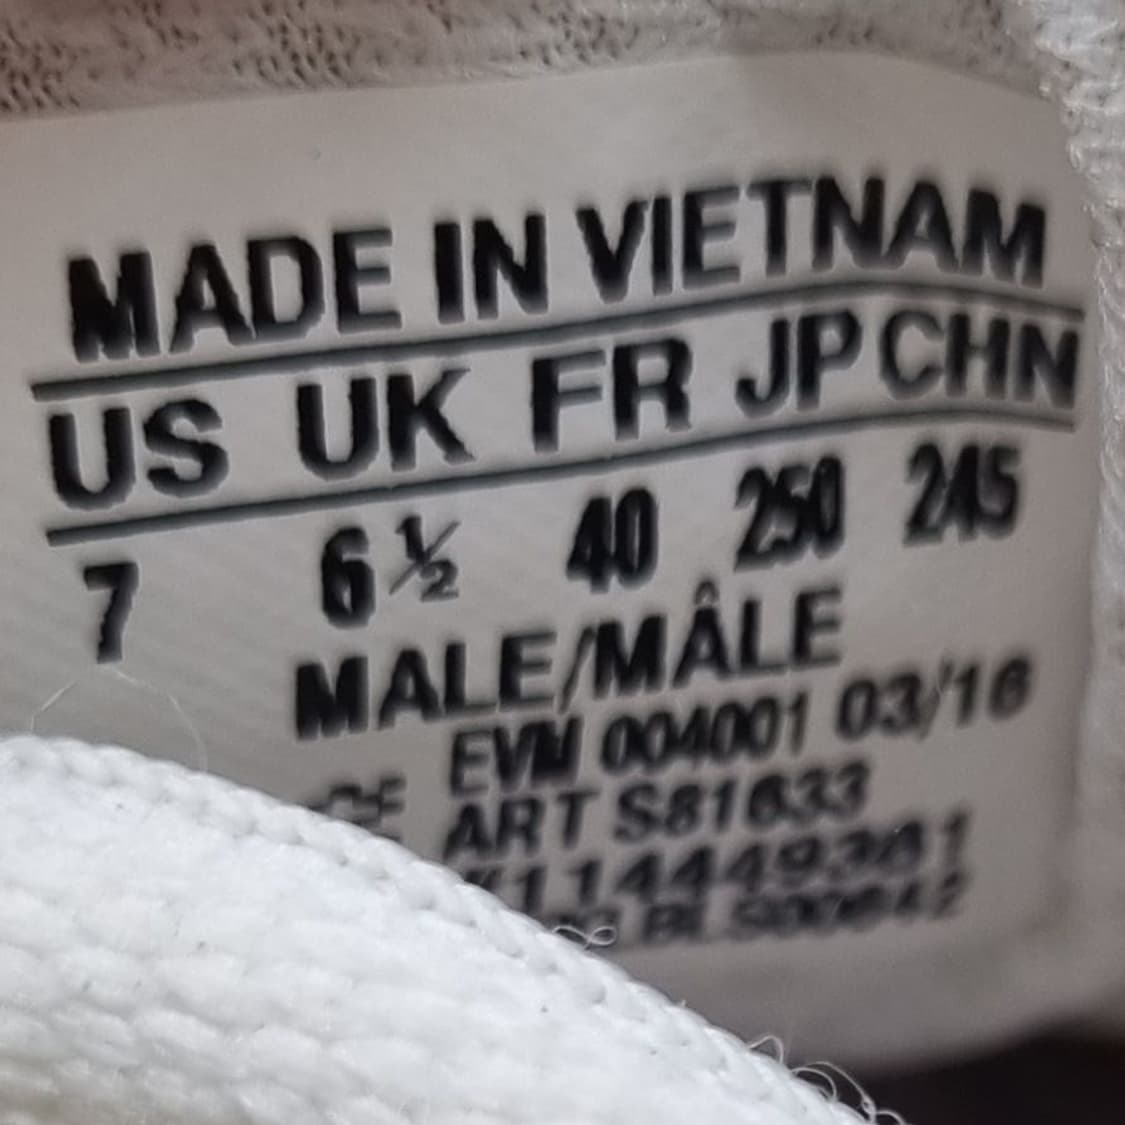 MADE IN VIETNAM
US UK FR JP CHN
7 6½ 40 250 245
MALE/MÂLE
EVM 004001 03/16
ART S81633